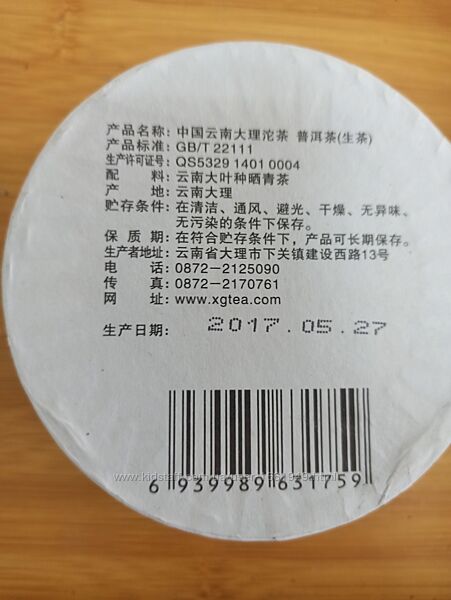 产品名称: 中国云南大理沱茶 普洱茶(生茶)
产品标准: GB/T 22111
生产许可证号: QS5329 1401 0004
配 料: 云南大叶种晒青茶
产 地: 云南大理
贮存条件: 在清洁、通风、避光、干燥、无异味、
无污染的条件下保存。
保 质 期: 在符合贮存条件下，产品可长期保存。
生产者地址: 云南省大理市下关镇建设西路13号
电 话: 0872-2125090
传 真: 0872-2170761
网 址: www.xgtea.com
生产日期: 2017.05.27
6 939989 631759